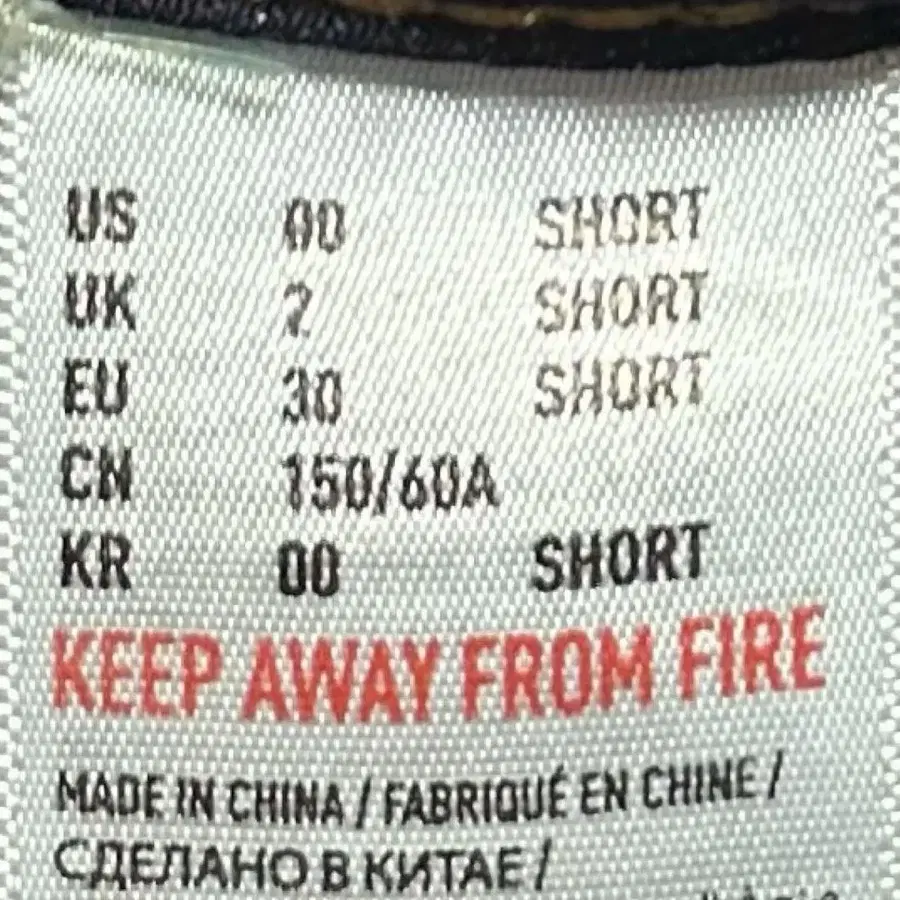 US 00 SHORT
UK 2 SHORT
EU 30 SHORT
CN 150/60A
KR 00 SHORT
KEEP AWAY FROM FIRE
MADE IN CHINA / FABRIQUÉ EN CHINE /
СДЕЛАНО В КИТАЕ /